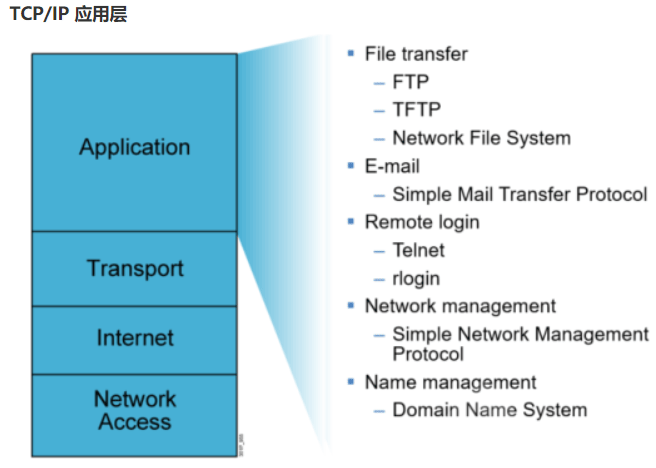 TCP/IP 应用层
Application
Transport
Internet
Network
Access
▪ File transfer
– FTP
– TFTP
– Network File System
▪ E-mail
– Simple Mail Transfer Protocol
▪ Remote login
– Telnet
– rlogin
▪ Network management
– Simple Network Management
Protocol
▪ Name management
– Domain Name System